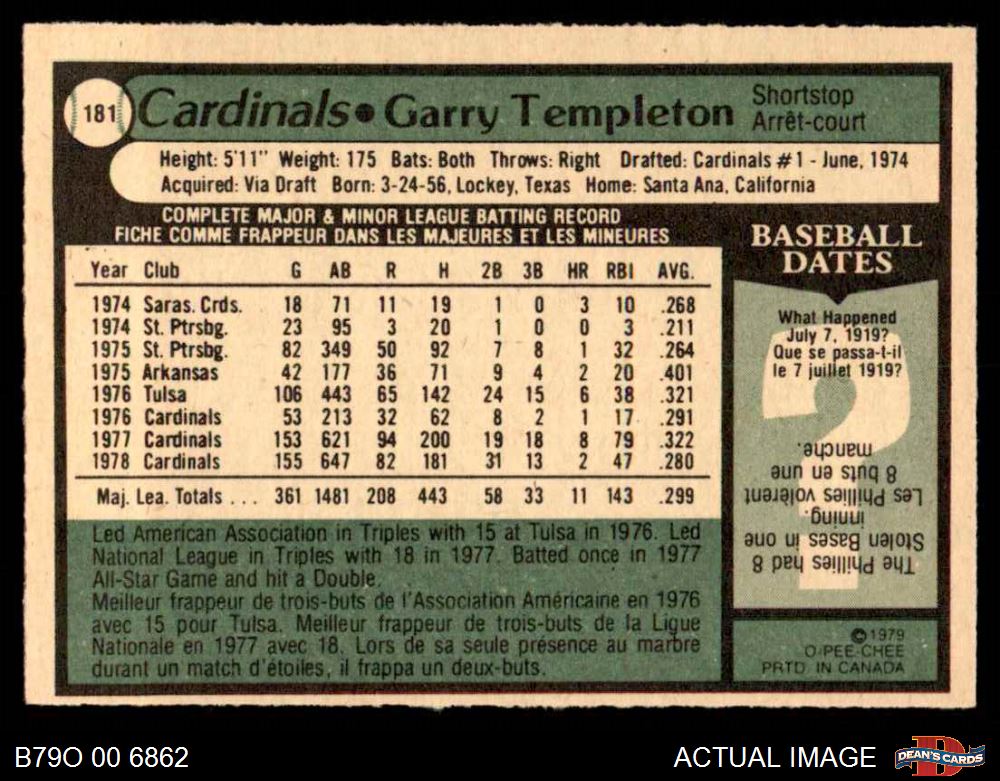 181
Cardinals • Garry Templeton
Shortstop
Arrêt-court
Height: 5'11" Weight: 175 Bats: Both Throws: Right Drafted: Cardinals #1 - June, 1974
Acquired: Via Draft Born: 3-24-56, Lockey, Texas Home: Santa Ana, California
COMPLETE MAJOR & MINOR LEAGUE BATTING RECORD
FICHE COMME FRAPPEUR DANS LES MAJEURES ET LES MINEURES
Year Club G AB R H 2B 3B HR RBI AVG.
1974 Saras. Crds. 18 71 11 19 1 0 3 10 .268
1974 St. Ptrsbg. 23 95 3 20 1 0 0 3 .211
1975 St. Ptrsbg. 82 349 50 92 7 8 1 32 .264
1975 Arkansas 42 177 36 71 9 4 2 20 .401
1976 Tulsa 106 443 65 142 24 15 6 38 .321
1976 Cardinals 53 213 32 62 8 2 1 17 .291
1977 Cardinals 153 621 94 200 19 18 8 79 .322
1978 Cardinals 155 647 82 181 31 13 2 47 .280
Maj. Lea. Totals . . . 361 1481 208 443 58 33 11 143 .299
Led American Association in Triples with 15 at Tulsa in 1976. Led
National League in Triples with 18 in 1977. Batted once in 1977
All-Star Game and hit a Double.
Meilleur frappeur de trois-buts de l'Association Américaine en 1976
avec 15 pour Tulsa. Meilleur frappeur de trois-buts de la Ligue
Nationale en 1977 avec 18. Lors de sa seule présence au marbre
durant un match d'étoiles, il frappa un deux-buts.
BASEBALL
DATES
What Happened
July 7, 1919?
Que se passa-t-il
le 7 juillet 1919?
The Phillies had 8
Stolen Bases in one
inning.
Les Phillies volèrent
8 buts en une
manche.
©1979
O-PEE-CHEE
PRTD IN CANADA
B79O 00 6862
ACTUAL IMAGE
D
DEAN'S CARDS